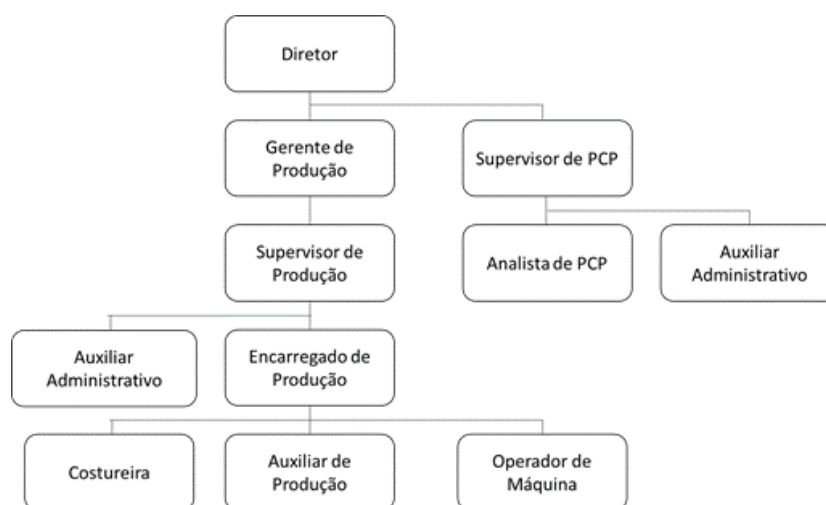 Diretor
Gerente de
Produção
Supervisor de PCP
Supervisor de
Produção
Analista de PCP
Auxiliar
Administrativo
Auxiliar
Administrativo
Encarregado de
Produção
Costureira
Auxiliar de
Produção
Operador de
Máquina